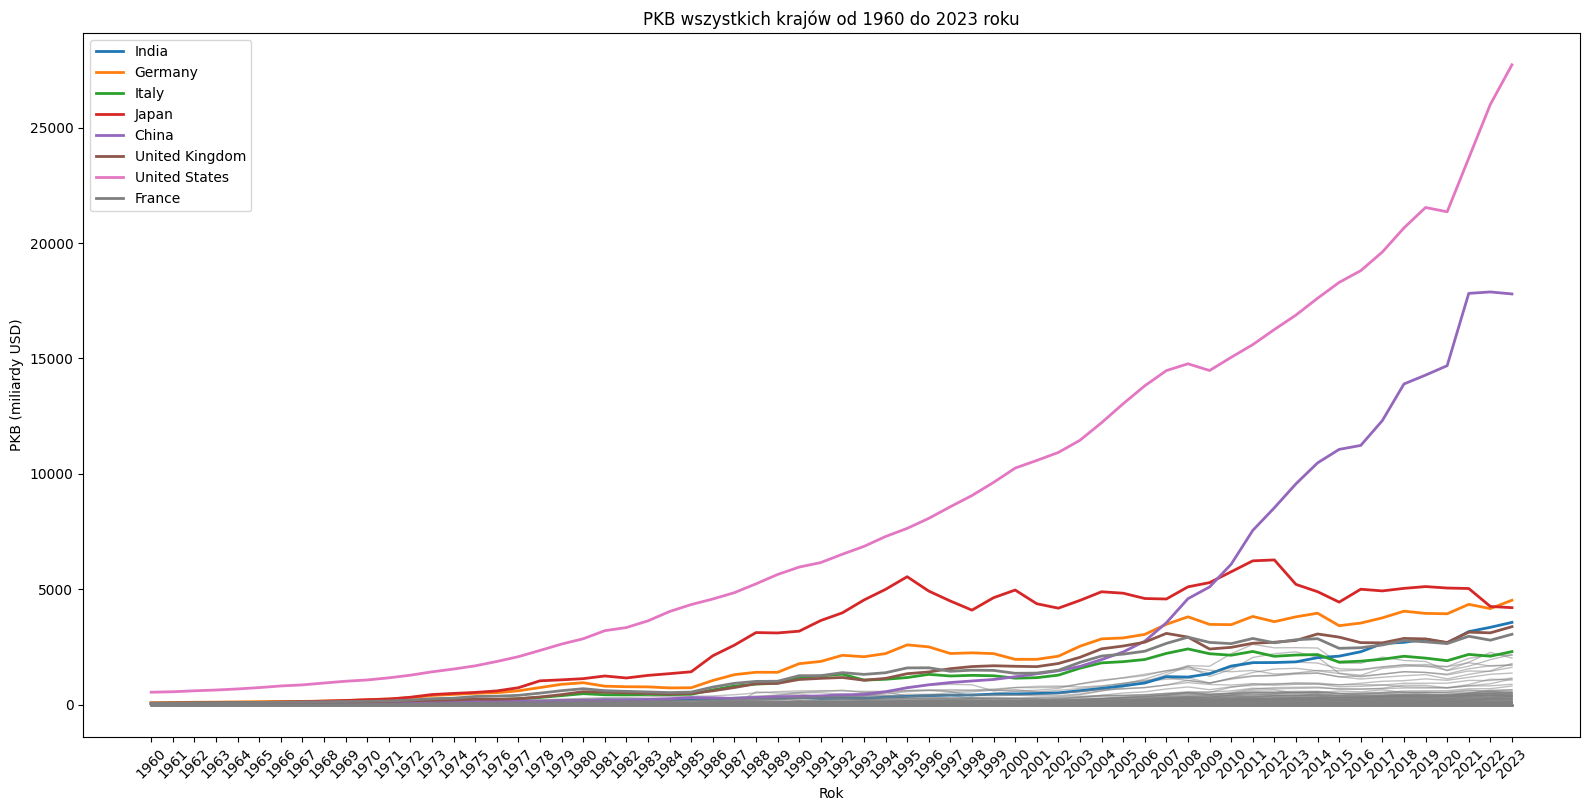 PKB wszystkich krajów od 1960 do 2023 roku
India
Germany
Italy
Japan
China
United Kingdom
United States
France
PKB (miliardy USD)
25000
20000
15000
10000
5000
0
1960 1961 1962 1963 1964 1965 1966 1967 1968 1969 1970 1971 1972 1973 1974 1975 1976 1977 1978 1979 1980 1981 1982 1983 1984 1985 1986 1987 1988 1989 1990 1991 1992 1993 1994 1995 1996 1997 1998 1999 2000 2001 2002 2003 2004 2005 2006 2007 2008 2009 2010 2011 2012 2013 2014 2015 2016 2017 2018 2019 2020 2021 2022 2023
Rok